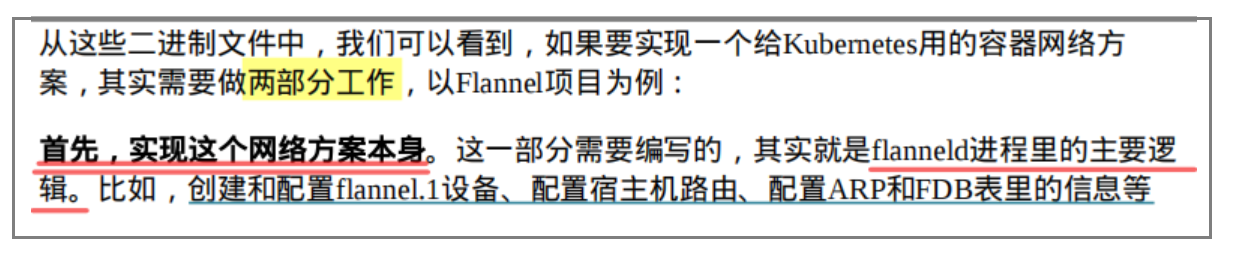 从这些二进制文件中，我们可以看到，如果要实现一个给Kubernetes用的容器网络方
案，其实需要做两部分工作，以Flannel项目为例：
首先，实现这个网络方案本身。这一部分需要编写的，其实就是flanneld进程里的主要逻
辑。比如，创建和配置flannel.1设备、配置宿主机路由、配置ARP和FDB表里的信息等